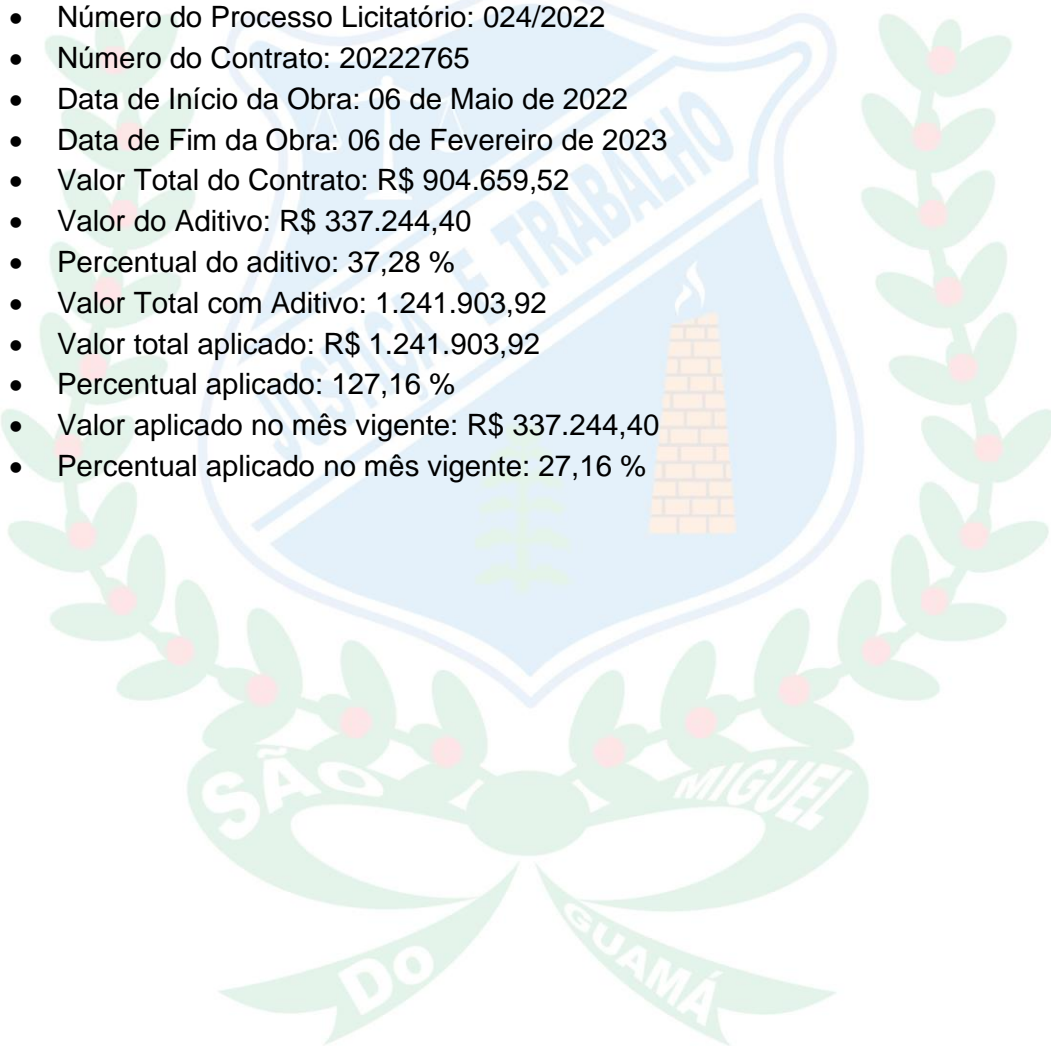 • Número do Processo Licitatório: 024/2022
• Número do Contrato: 20222765
• Data de Início da Obra: 06 de Maio de 2022
• Data de Fim da Obra: 06 de Fevereiro de 2023
• Valor Total do Contrato: R$ 904.659,52
• Valor do Aditivo: R$ 337.244,40
• Percentual do aditivo: 37,28 %
• Valor Total com Aditivo: 1.241.903,92
• Valor total aplicado: R$ 1.241.903,92
• Percentual aplicado: 127,16 %
• Valor aplicado no mês vigente: R$ 337.244,40
• Percentual aplicado no mês vigente: 27,16 %
JUSTIÇA E TRABALHO
SÃO MIGUEL
DO GUAMÁ